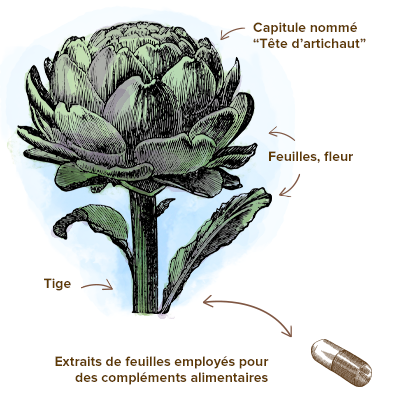 Capitule nommé
“Tête d’artichaut”
Feuilles, fleur
Tige
Extraits de feuilles employés pour
des compléments alimentaires